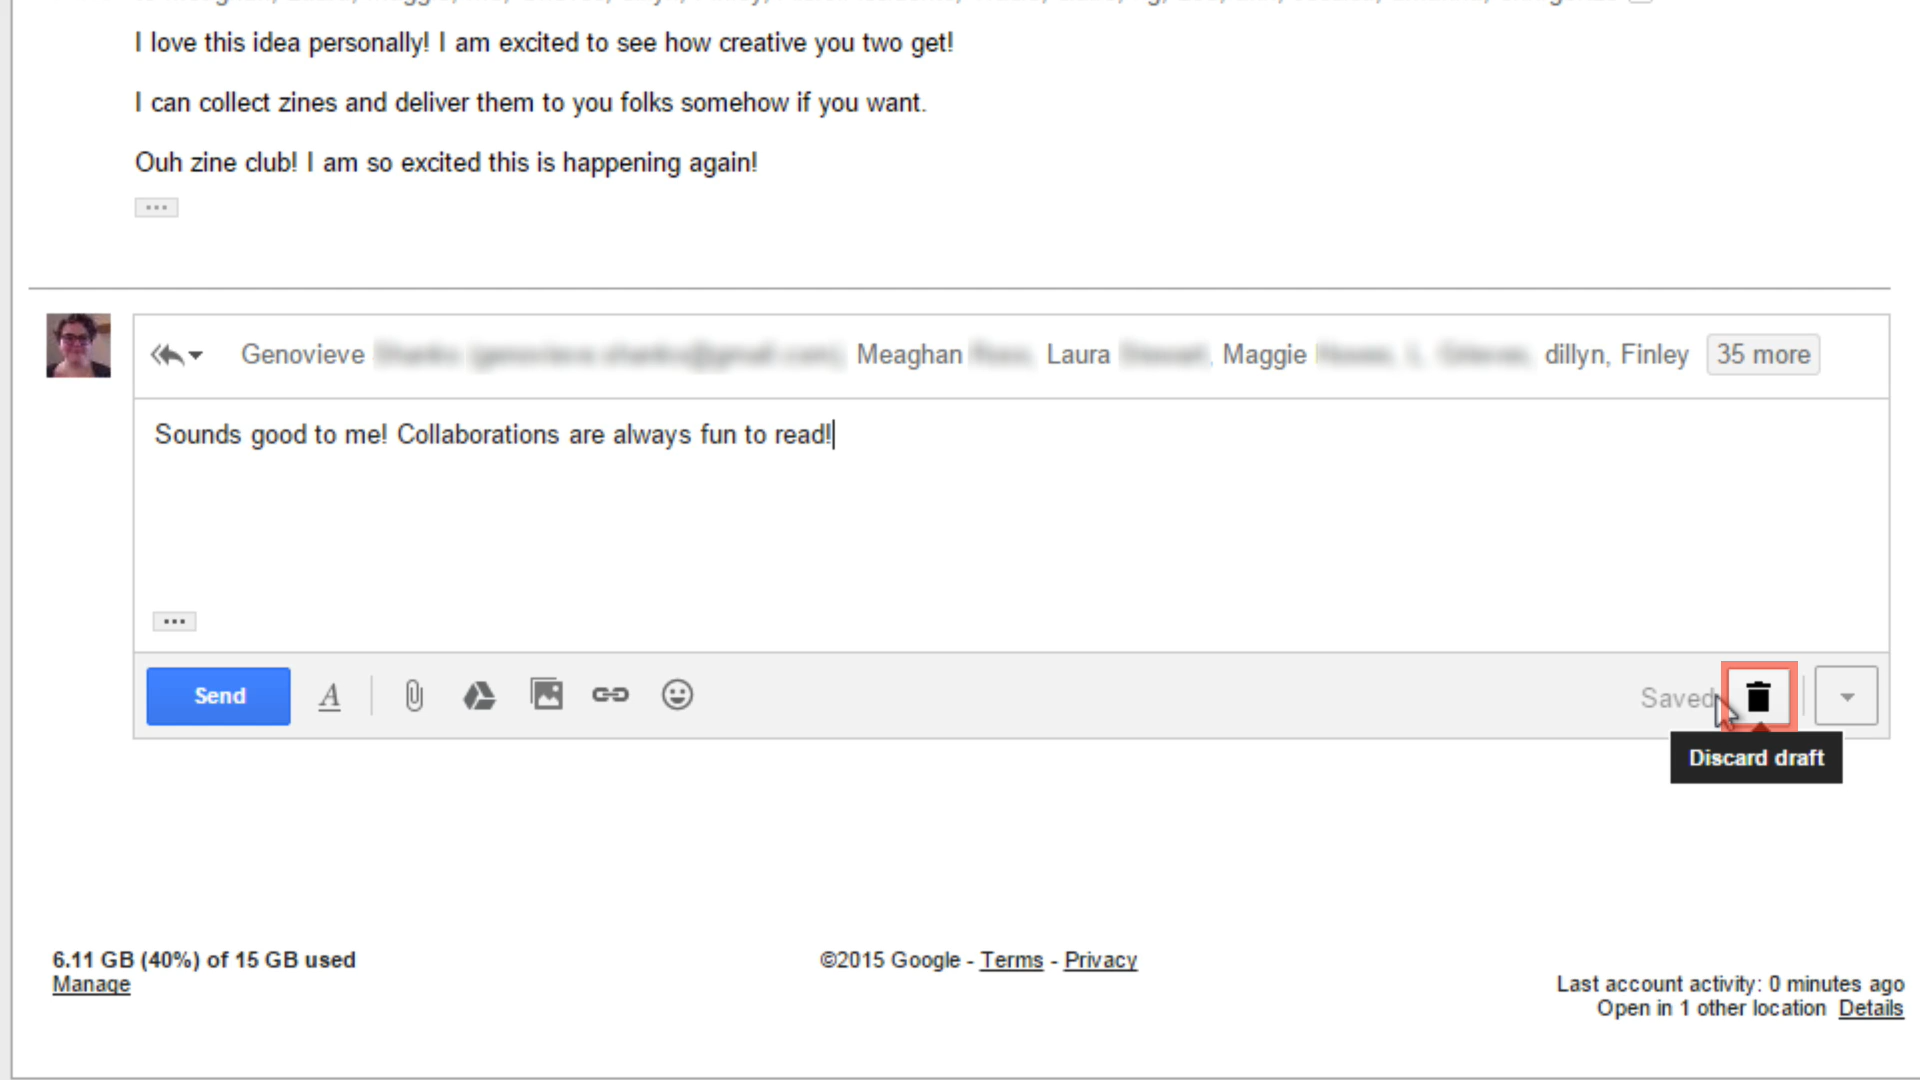 I love this idea personally! I am excited to see how creative you two get!
I can collect zines and deliver them to you folks somehow if you want.
Ouh zine club! I am so excited this is happening again!
Genovieve Meaghan Laura , Maggie dillyn, Finley 35 more
Sounds good to me! Collaborations are always fun to read!
Send A Saved
Discard draft
6.11 GB (40%) of 15 GB used
Manage
©2015 Google - Terms - Privacy
Last account activity: 0 minutes ago
Open in 1 other location Details